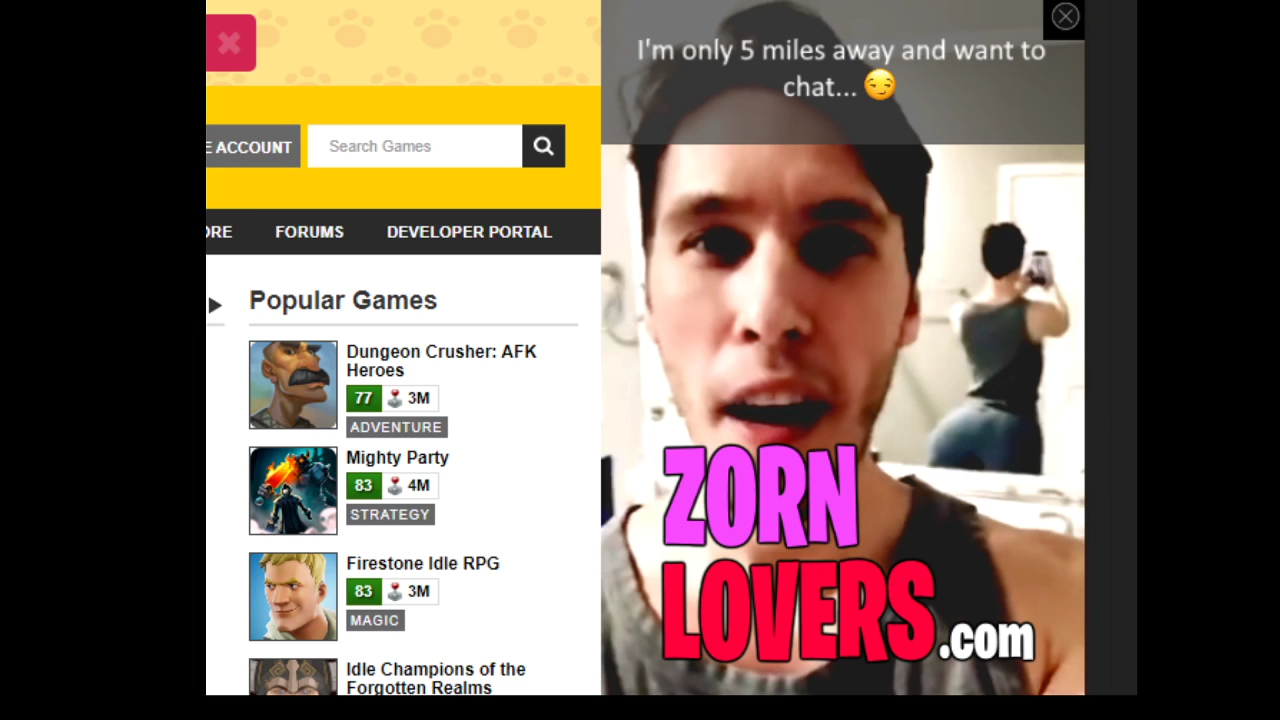 E ACCOUNT
Search Games
ORE
FORUMS
DEVELOPER PORTAL
Popular Games
Dungeon Crusher: AFK
Heroes
77
3M
ADVENTURE
Mighty Party
83
4M
STRATEGY
Firestone Idle RPG
83
3M
MAGIC
Idle Champions of the
Forgotten Realms
I'm only 5 miles away and want to
chat... 😏
ZORN
LOVERS.com